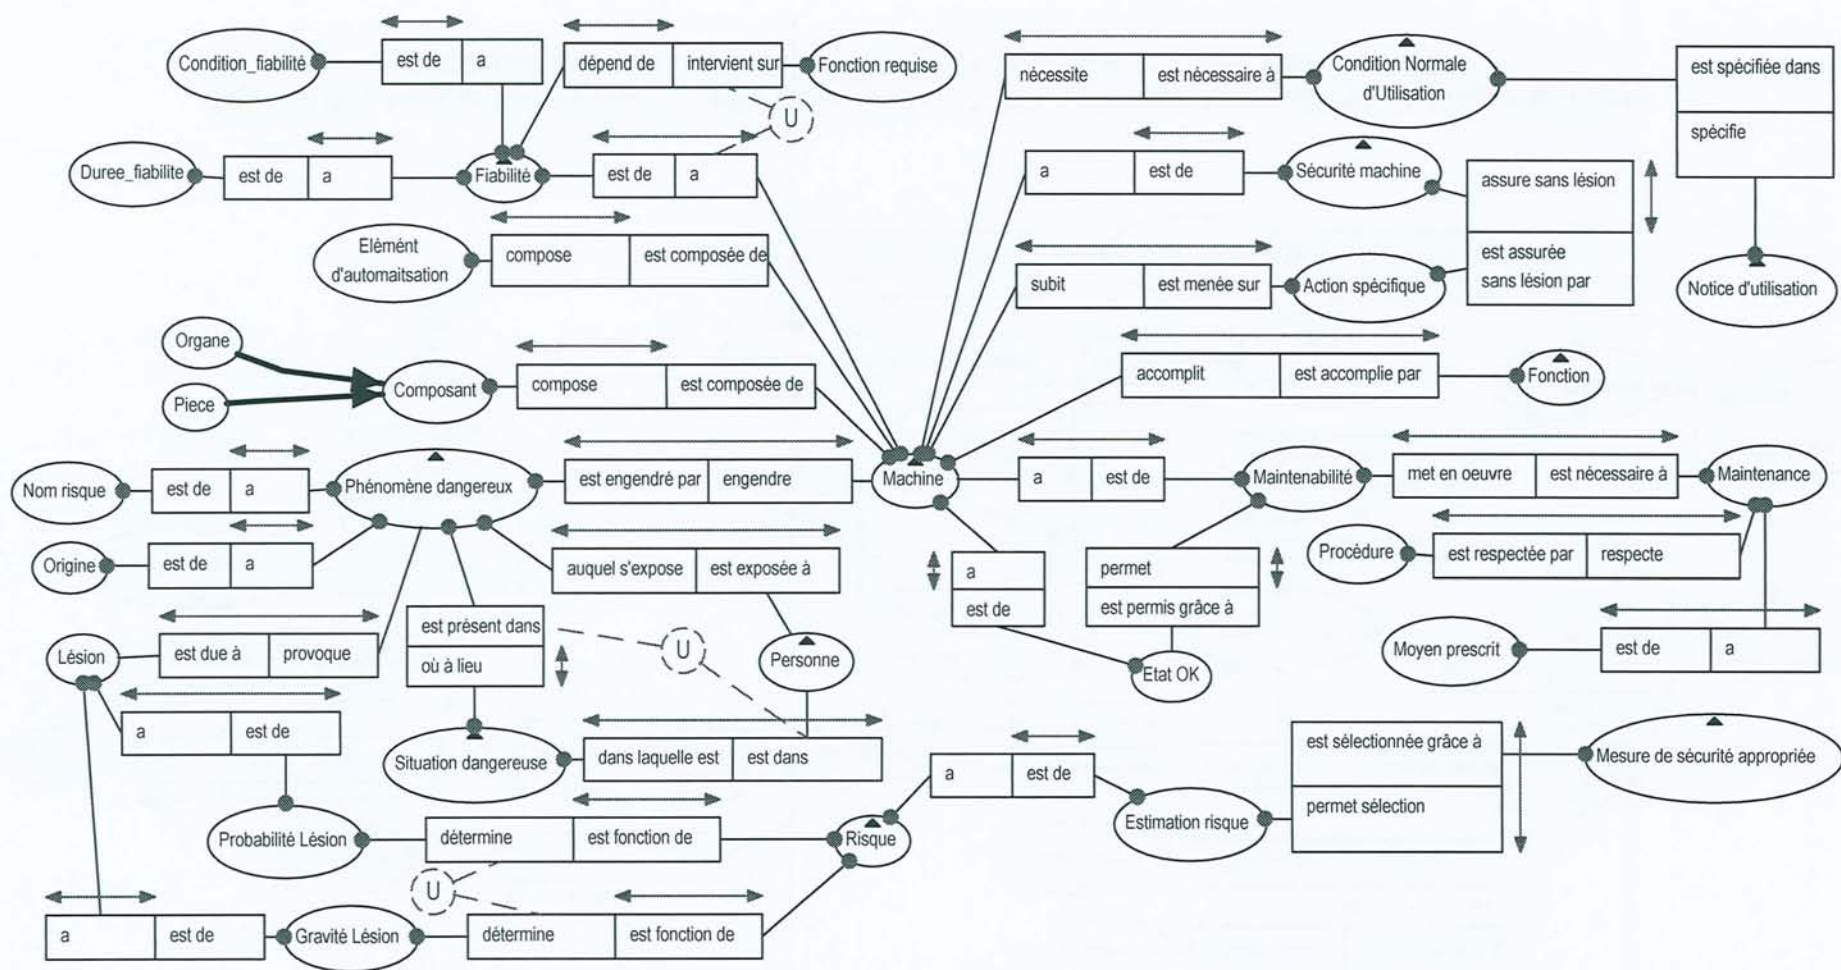 Condition_fiabilité
est de
a
dépend de
intervient sur
Fonction requise
U
nécessite
est nécessaire à
Condition Normale
d'Utilisation
est spécifiée dans
spécifie
Duree_fiabilite
est de
a
Fiabilité
est de
a
a
est de
Sécurité machine
assure sans lésion
est assurée
sans lésion par
Elémént
d'automaitsation
compose
est composée de
subit
est menée sur
Action spécifique
Notice d'utilisation
Organe
Piece
Composant
compose
est composée de
accomplit
est accomplie par
Fonction
Nom risque
est de
a
Phénomène dangereux
est engendré par
engendre
Machine
a
est de
Maintenabilité
met en oeuvre
est nécessaire à
Maintenance
Origine
est de
a
auquel s'expose
est exposée à
a
est de
permet
est permis grâce à
Procédure
est respectée par
respecte
Lésion
est due à
provoque
est présent dans
où à lieu
U
Personne
Etat OK
Moyen prescrit
est de
a
a
est de
Situation dangereuse
dans laquelle est
est dans
a
est de
est sélectionnée grâce à
permet sélection
Mesure de sécurité appropriée
Probabilité Lésion
détermine
est fonction de
Risque
Estimation risque
U
a
est de
Gravité Lésion
détermine
est fonction de